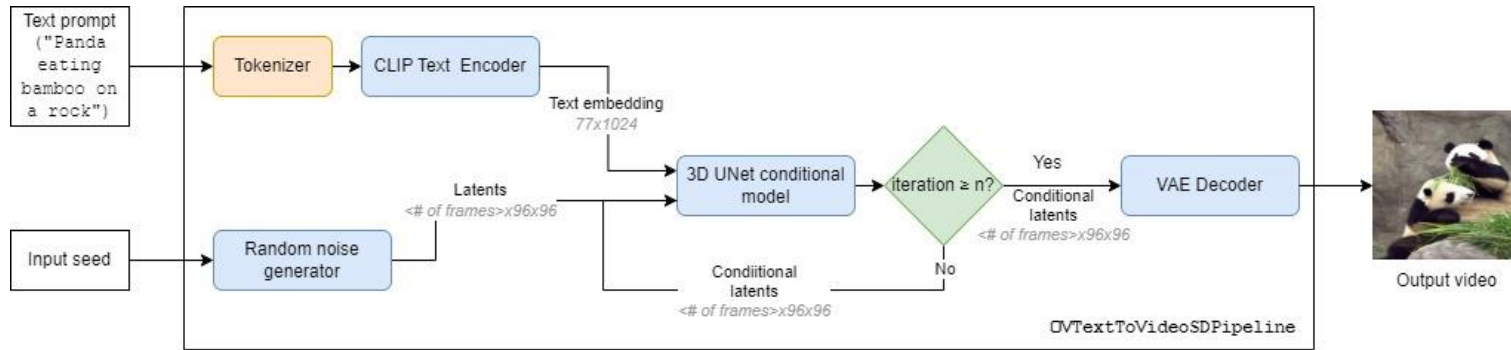 Text prompt
("Panda
eating
bamboo on
a rock")
Tokenizer
CLIP Text Encoder
Text embedding
77x1024
Latents
<# of frames>x96x96
3D UNet conditional
model
iteration ≥ n?
Yes
Conditional
latents
<# of frames>x96x96
VAE Decoder
Input seed
Random noise
generator
No
Condiitional
latents
<# of frames>x96x96
Output video
OVTextToVideoSDPipeline